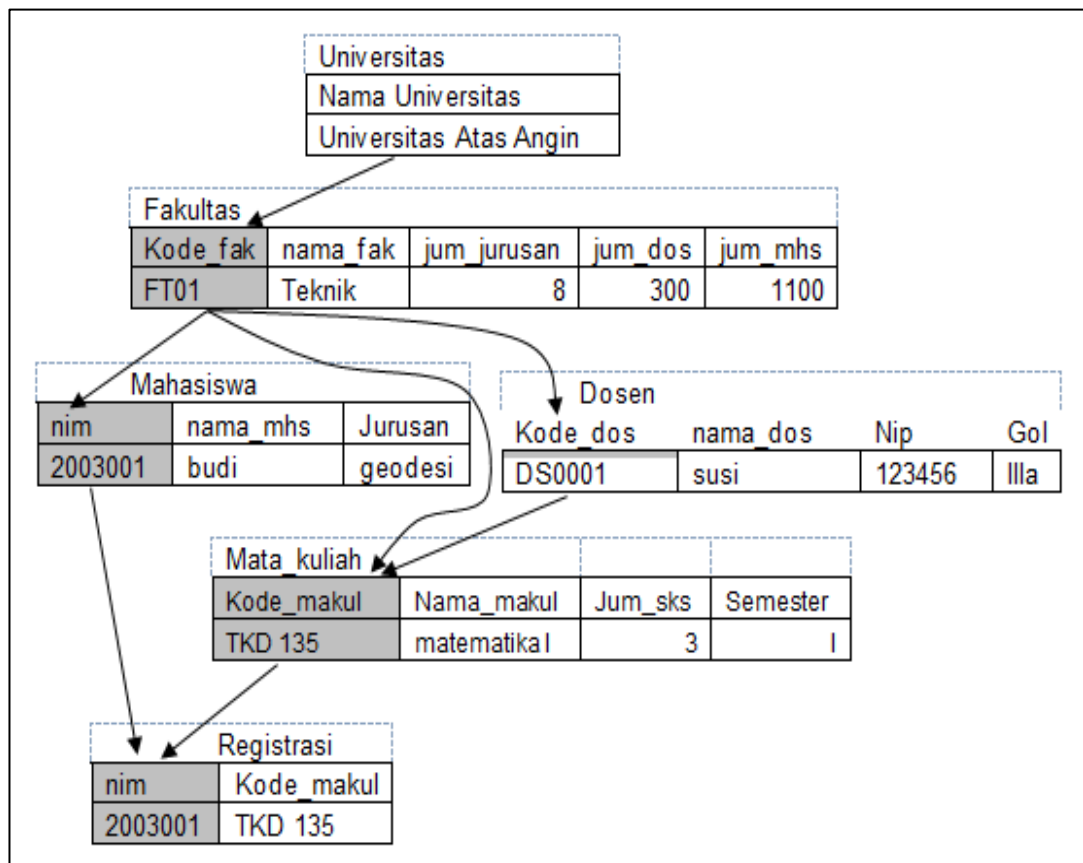 Universitas
Nama Universitas
Universitas Atas Angin
Fakultas
Kode_fak nama_fak jum_jurusan jum_dos jum_mhs
FT01 Teknik 8 300 1100
Mahasiswa
nim nama_mhs Jurusan
2003001 budi geodesi
Dosen
Kode_dos nama_dos Nip Gol
DS0001 susi 123456 IIIa
Mata_kuliah
Kode_makul Nama_makul Jum_sks Semester
TKD 135 matematika I 3 I
Registrasi
nim Kode_makul
2003001 TKD 135